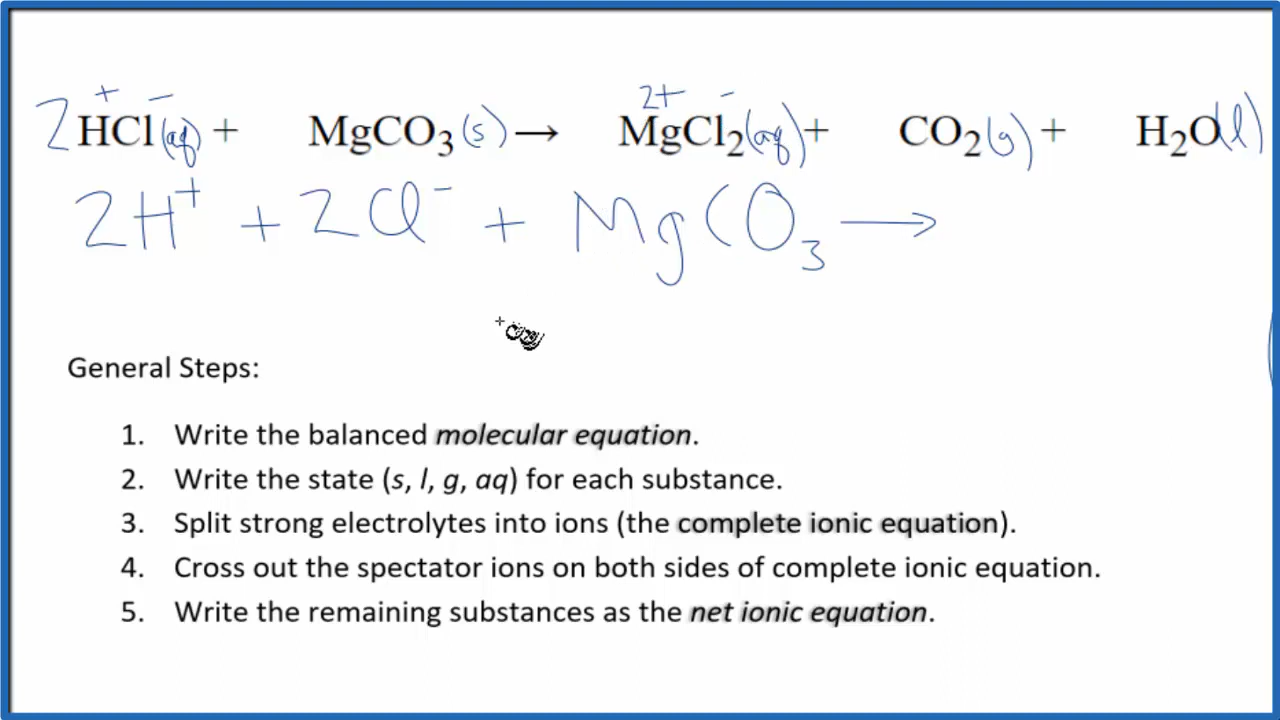 2HCl(aq) + MgCO3(s) → MgCl2(aq) + CO2(g) + H2O(l)
+ − 2+ −
2H+ + 2Cl− + MgCO3 →
General Steps:
1. Write the balanced molecular equation.
2. Write the state (s, l, g, aq) for each substance.
3. Split strong electrolytes into ions (the complete ionic equation).
4. Cross out the spectator ions on both sides of complete ionic equation.
5. Write the remaining substances as the net ionic equation.